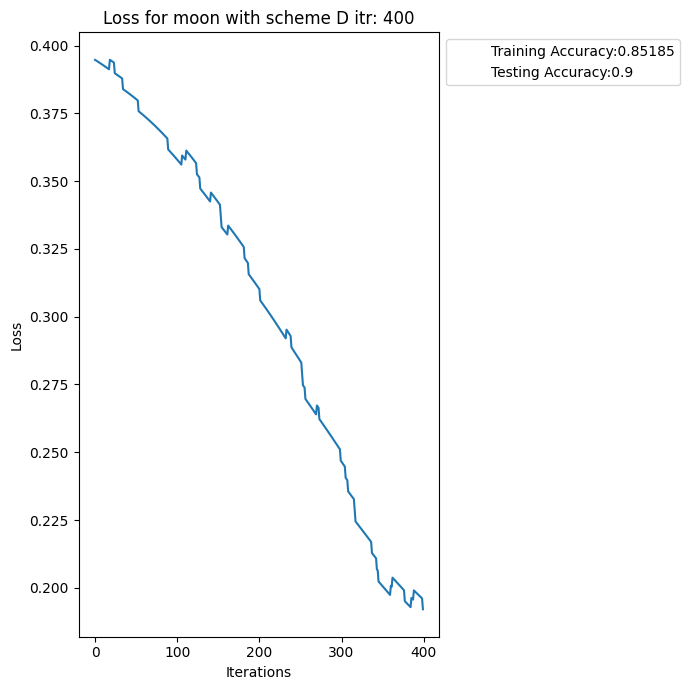 Loss for moon with scheme D itr: 400
Training Accuracy:0.85185
Testing Accuracy:0.9
0.400
0.375
0.350
0.325
0.300
0.275
0.250
0.225
0.200
Loss
0 100 200 300 400
Iterations